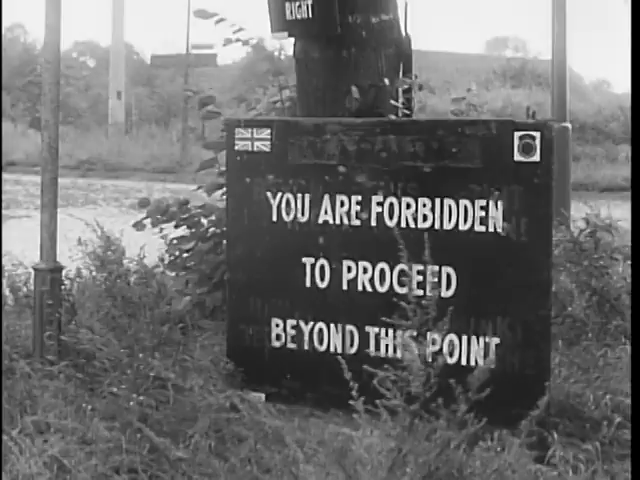 RIGHT
YOU ARE FORBIDDEN
TO PROCEED
BEYOND THIS POINT